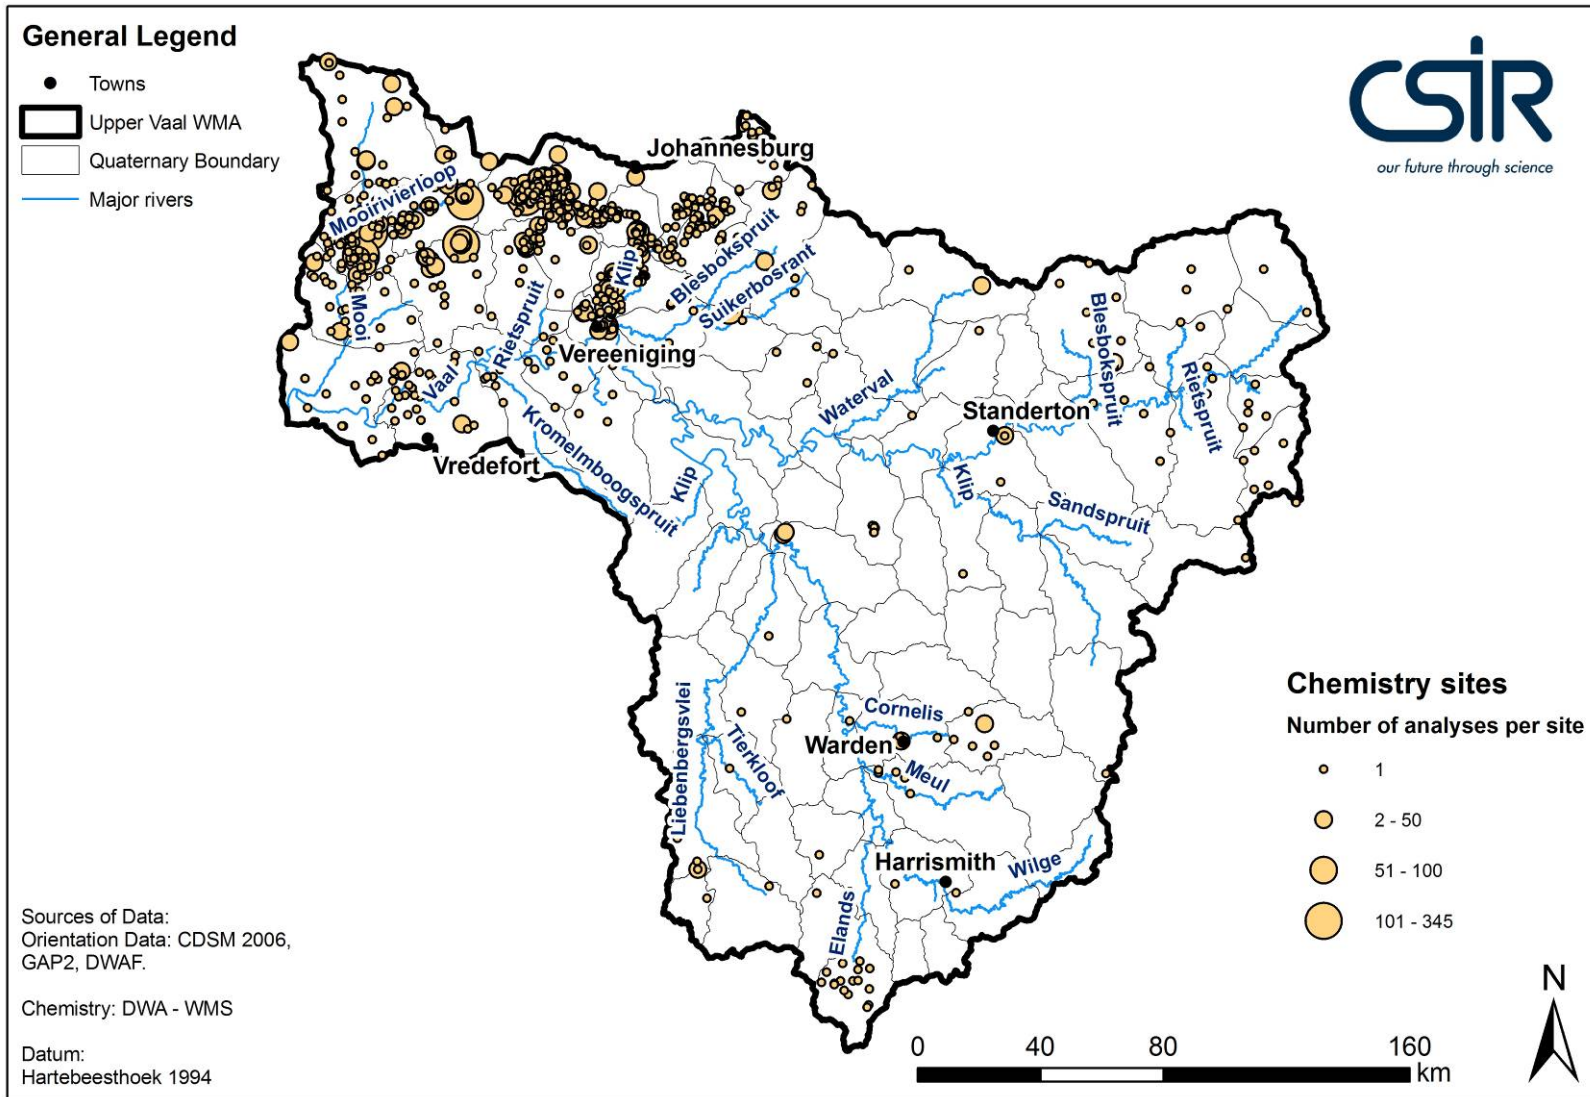 General Legend
Towns
Upper Vaal WMA
Quaternary Boundary
Major rivers
CSIR
our future through science
Johannesburg
Mooirivierloop
Klip
Blesbokspruit
Suikerbosrant
Mooi
Rietspruit
Vereeniging
Vaal
Blesbokspruit
Rietspruit
Waterval
Standerton
Kromelmboogspruit
Vredefort
Klip
Klip
Sandspruit
Cornelis
Warden
Meul
Liebenbergsvlei
Tierkloof
Harrismith
Wilge
Elands
Chemistry sites
Number of analyses per site
1
2 - 50
51 - 100
101 - 345
Sources of Data:
Orientation Data: CDSM 2006,
GAP2, DWAF.
Chemistry: DWA - WMS
Datum:
Hartebeesthoek 1994
0 40 80 160
km
N